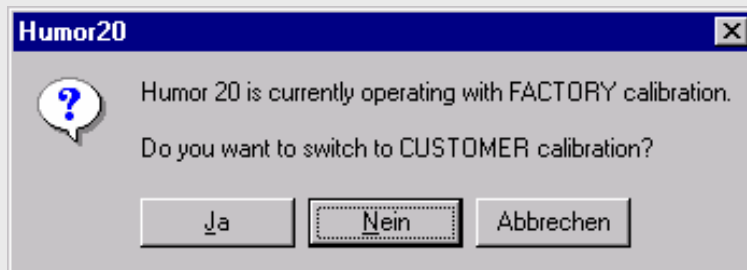 Humor20
Humor 20 is currently operating with FACTORY calibration.
Do you want to switch to CUSTOMER calibration?
Ja
Nein
Abbrechen